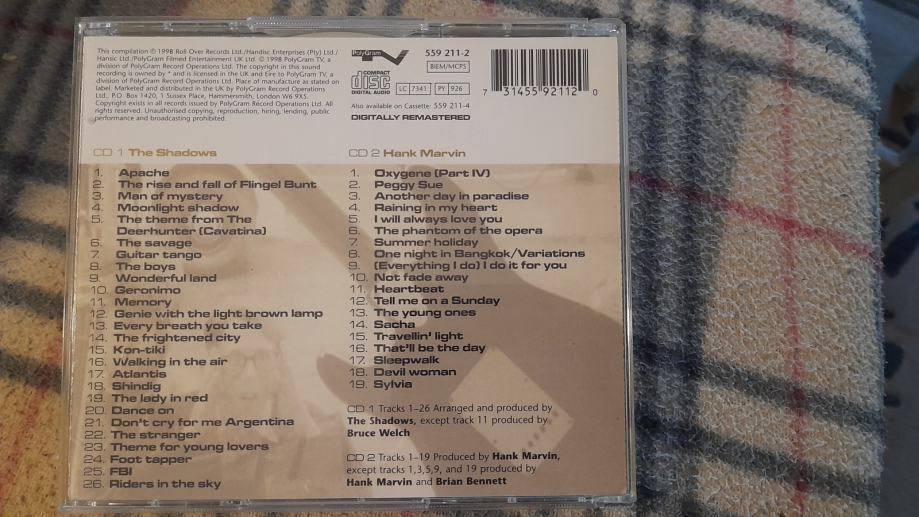 This compilation ℗ 1998 Roll Over Records Ltd./Handisc Enterprises (Pty) Ltd./
Hansic Ltd./PolyGram Filmed Entertainment UK Ltd. © 1998 PolyGram TV, a
division of PolyGram Record Operations Ltd. The copyright in this sound
recording is owned by * and is licensed in the UK and Eire to PolyGram TV, a
division of PolyGram Record Operations Ltd. Place of manufacture as stated on
label. Marketed and distributed in the UK by PolyGram Record Operations
Ltd., P.O. Box 1420, 1 Sussex Place, Hammersmith, London W6 9XS.
Copyright exists in all records issued by PolyGram Record Operations Ltd. All
rights reserved. Unauthorised copying, reproduction, hiring, lending, public
performance and broadcasting prohibited.
PolyGram TV
559 211-2
BIEM/MCPS
COMPACT
disc
DIGITAL AUDIO
LC 7341
PY 926
Also available on Cassette: 559 211-4
DIGITALLY REMASTERED
7 31455 92112 0
CD 1 The Shadows
1. Apache
2. The rise and fall of Flingel Bunt
3. Man of mystery
4. Moonlight shadow
5. The theme from The
Deerhunter (Cavatina)
6. The savage
7. Guitar tango
8. The boys
9. Wonderful land
10. Geronimo
11. Memory
12. Genie with the light brown lamp
13. Every breath you take
14. The frightened city
15. Kon-tiki
16. Walking in the air
17. Atlantis
18. Shindig
19. The lady in red
20. Dance on
21. Don't cry for me Argentina
22. The stranger
23. Theme for young lovers
24. Foot tapper
25. FBI
26. Riders in the sky
CD 2 Hank Marvin
1. Oxygene (Part IV)
2. Peggy Sue
3. Another day in paradise
4. Raining in my heart
5. I will always love you
6. The phantom of the opera
7. Summer holiday
8. One night in Bangkok/Variations
9. (Everything I do) I do it for you
10. Not fade away
11. Heartbeat
12. Tell me on a Sunday
13. The young ones
14. Sacha
15. Travellin' light
16. That'll be the day
17. Sleepwalk
18. Devil woman
19. Sylvia
CD 1 Tracks 1-26 Arranged and produced by
The Shadows, except track 11 produced by
Bruce Welch
CD 2 Tracks 1-19 Produced by Hank Marvin,
except tracks 1,3,5,9, and 19 produced by
Hank Marvin and Brian Bennett